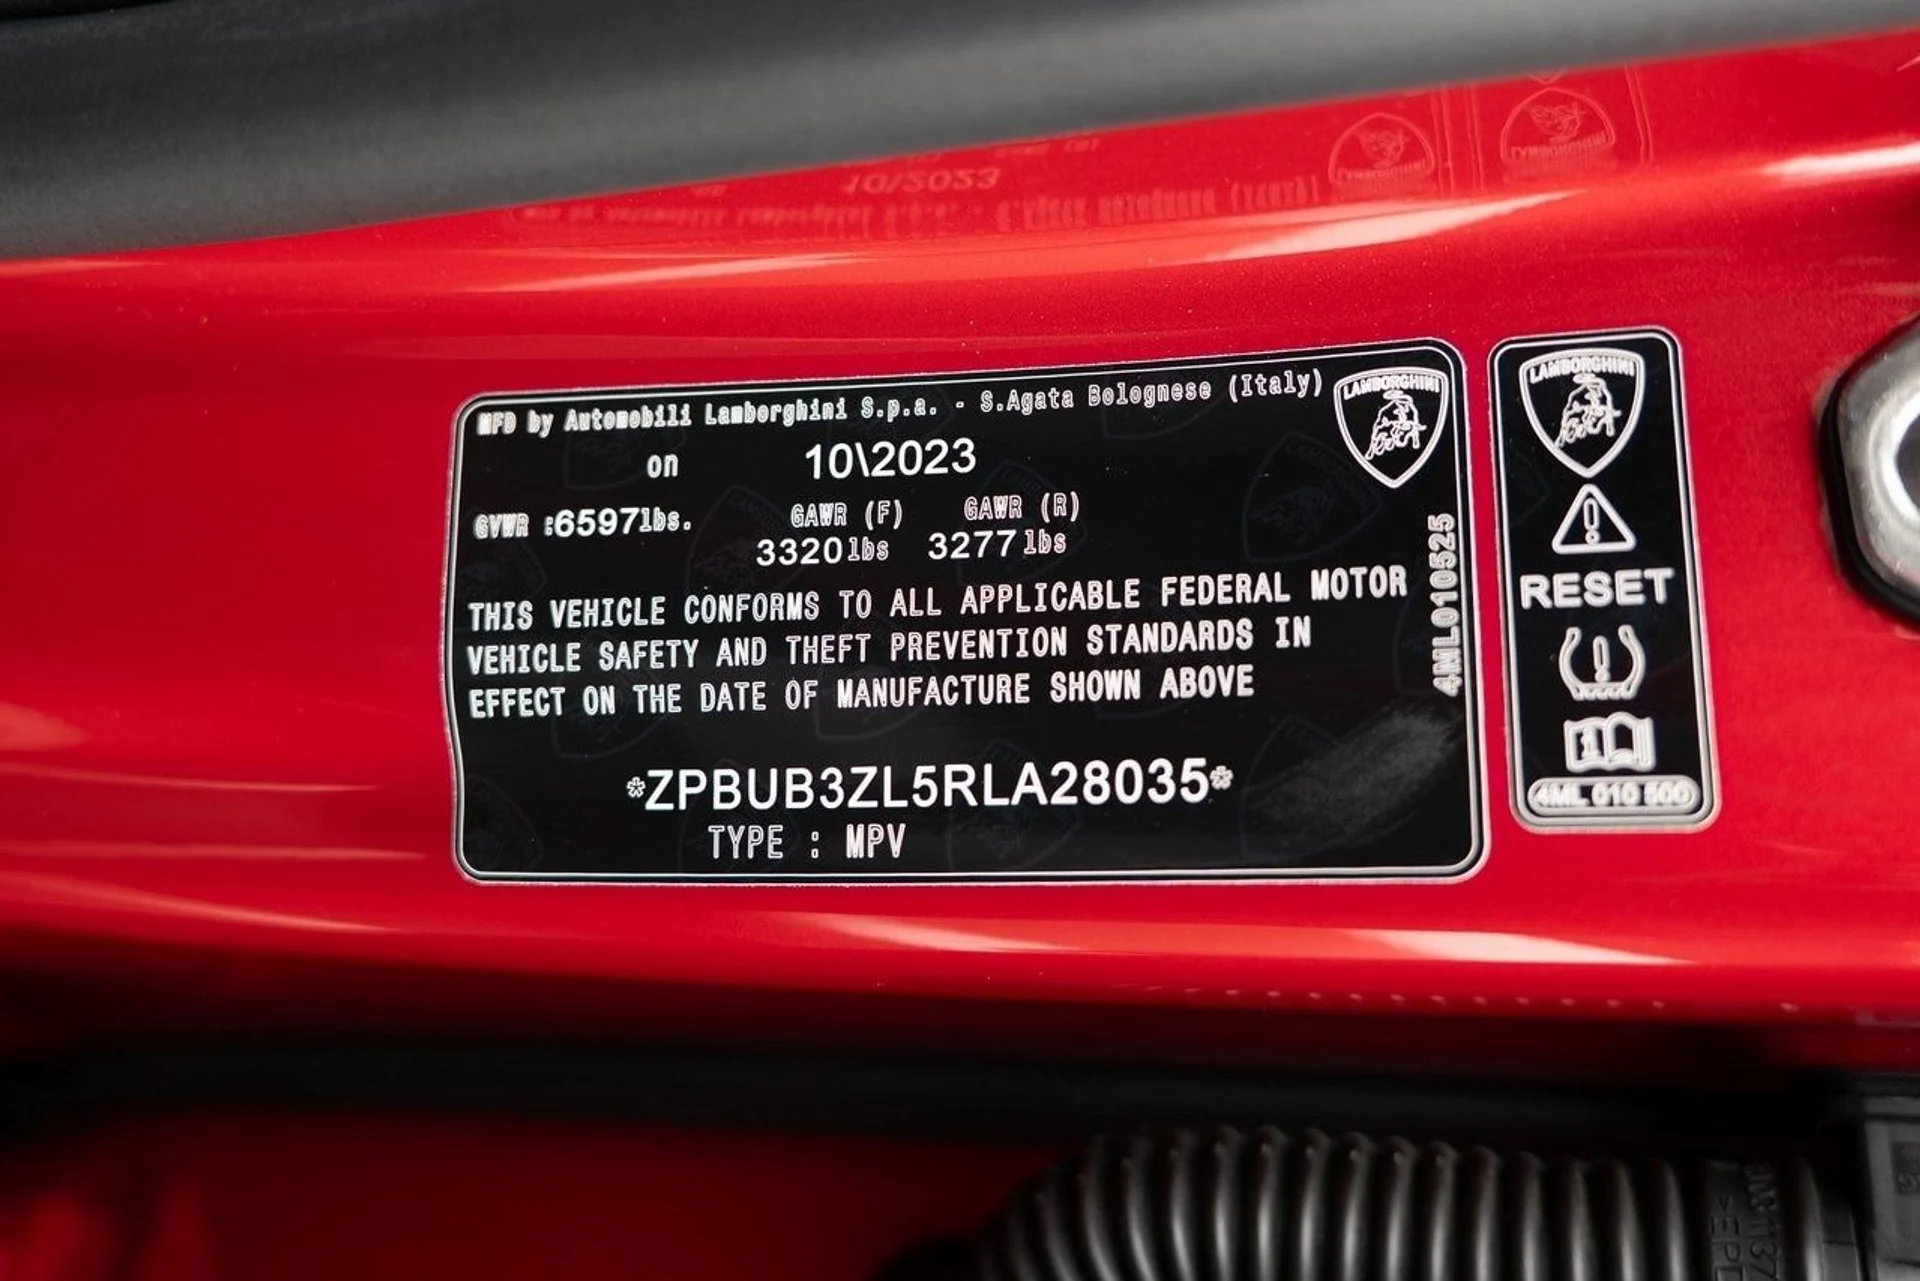 MFD by Automobili Lamborghini S.p.a. - S.Agata Bolognese (Italy)
on 10\2023
GVWR :6597lbs. GAWR (F) GAWR (R)
3320lbs 3277lbs
THIS VEHICLE CONFORMS TO ALL APPLICABLE FEDERAL MOTOR
VEHICLE SAFETY AND THEFT PREVENTION STANDARDS IN
EFFECT ON THE DATE OF MANUFACTURE SHOWN ABOVE
*ZPBUB3ZL5RLA28035*
TYPE : MPV
LAMBORGHINI
4ML010525
LAMBORGHINI
RESET
4ML 010 500
10\2023